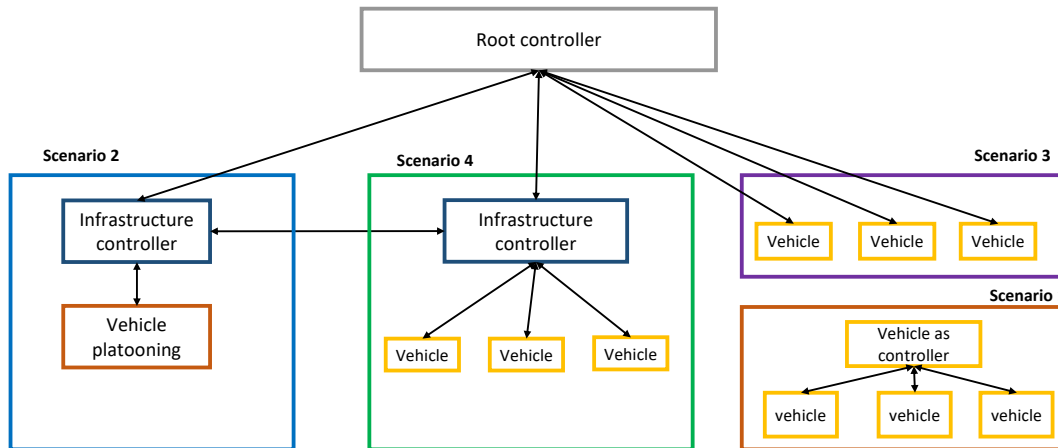 Root controller
Scenario 2
Scenario 4
Scenario 3
Infrastructure
controller
Infrastructure
controller
Vehicle
Vehicle
Vehicle
Vehicle
platooning
Vehicle
Vehicle
Vehicle
Scenario
Vehicle as
controller
vehicle
vehicle
vehicle